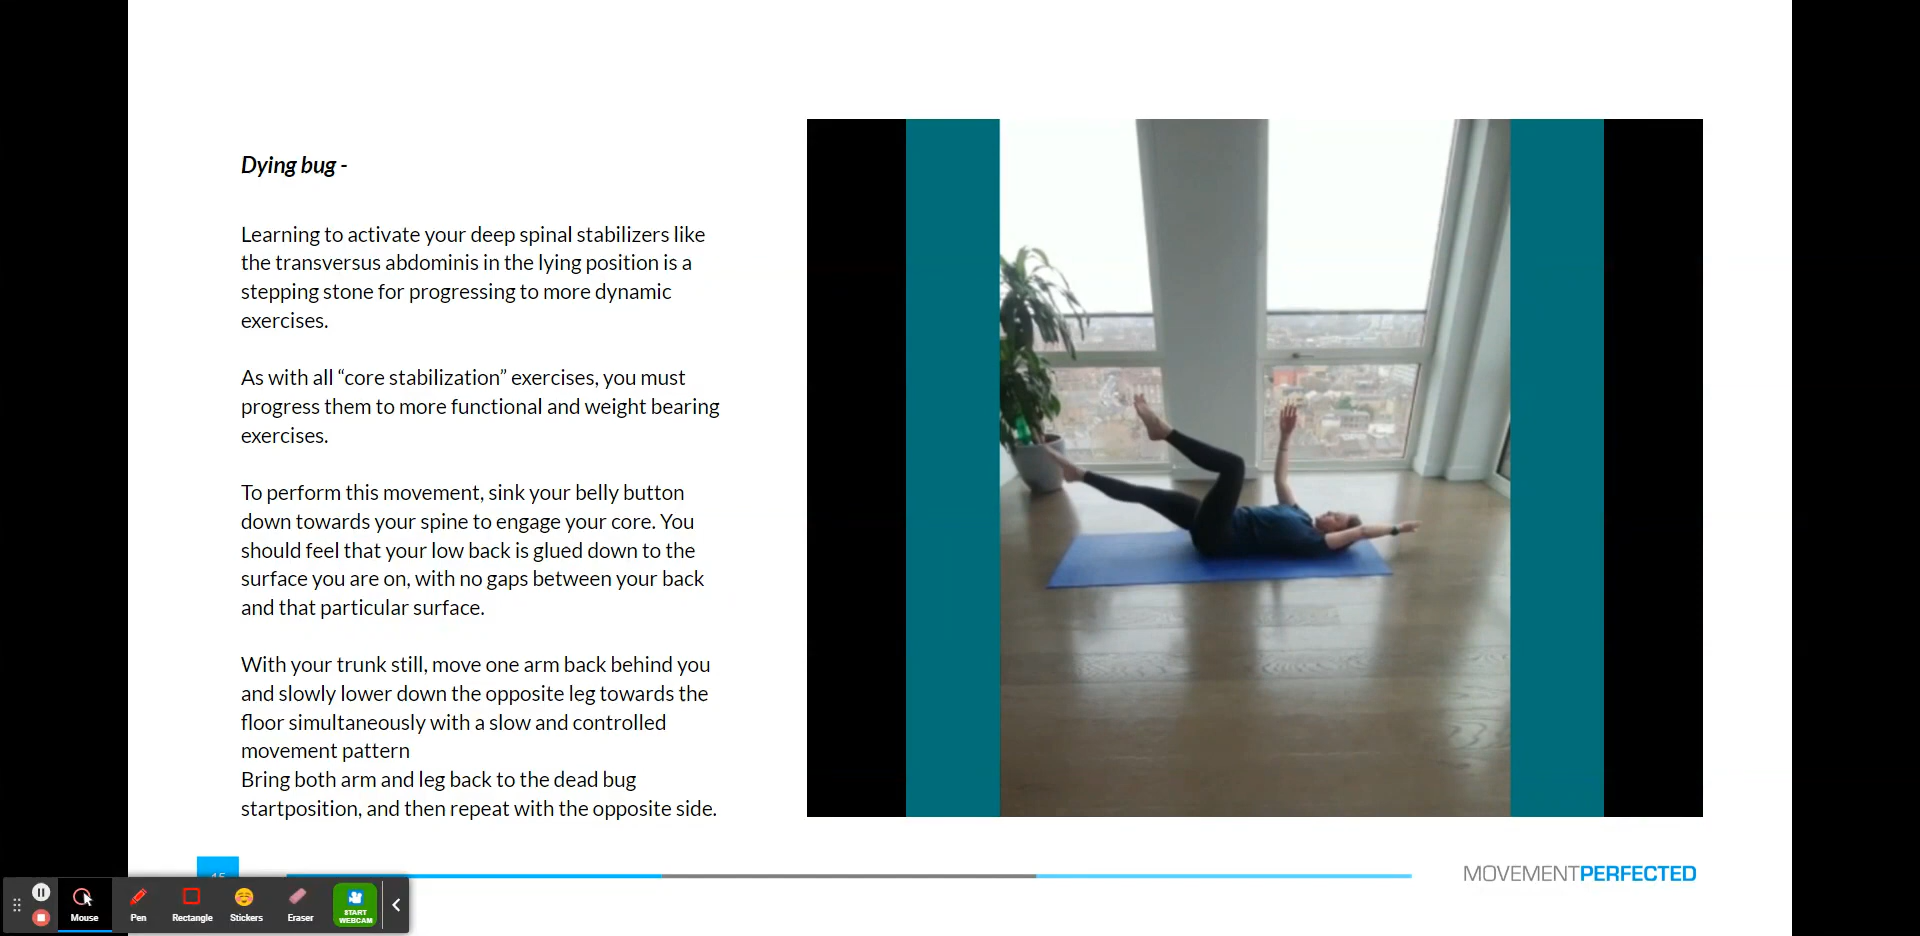 Dying bug -
Learning to activate your deep spinal stabilizers like
the transversus abdominis in the lying position is a
stepping stone for progressing to more dynamic
exercises.
As with all “core stabilization” exercises, you must
progress them to more functional and weight bearing
exercises.
To perform this movement, sink your belly button
down towards your spine to engage your core. You
should feel that your low back is glued down to the
surface you are on, with no gaps between your back
and that particular surface.
With your trunk still, move one arm back behind you
and slowly lower down the opposite leg towards the
floor simultaneously with a slow and controlled
movement pattern
Bring both arm and leg back to the dead bug
startposition, and then repeat with the opposite side.
MOVEMENTPERFECTED
Mouse
Pen
Rectangle
Stickers
Eraser
START
WEBCAM